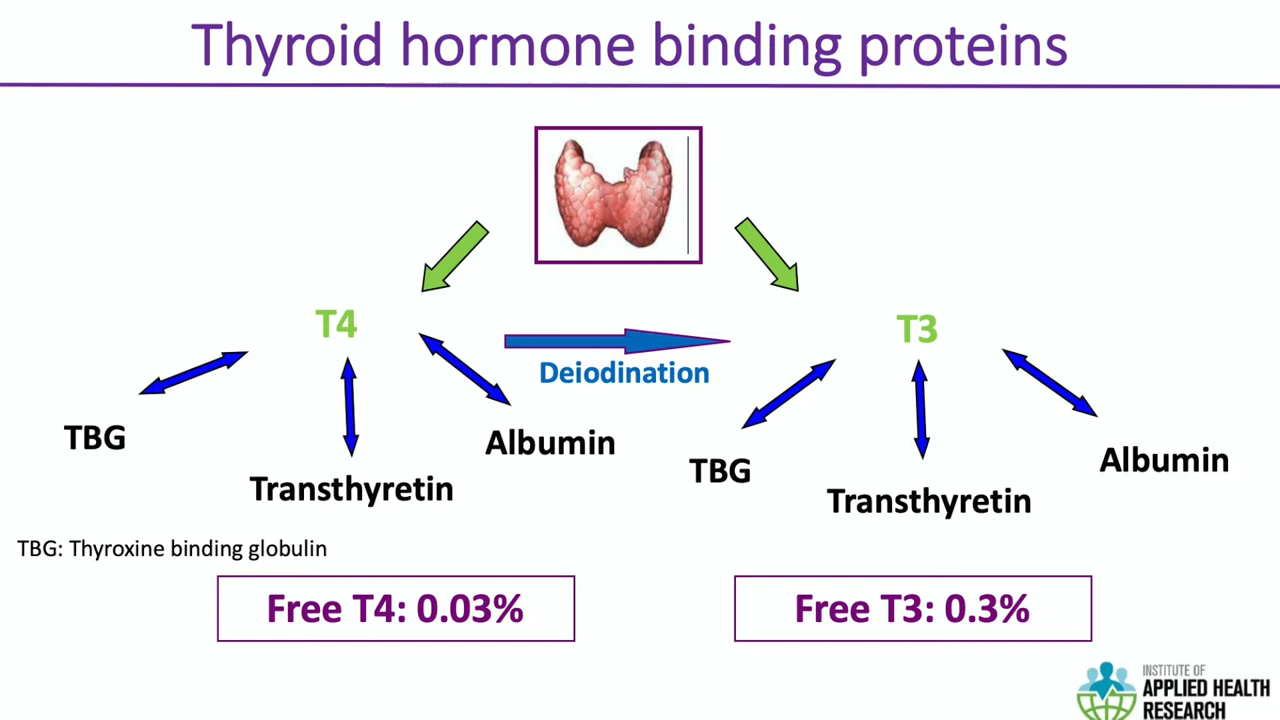 Thyroid hormone binding proteins
T4
T3
Deiodination
TBG
Transthyretin
Albumin
TBG
Transthyretin
Albumin
TBG: Thyroxine binding globulin
Free T4: 0.03%
Free T3: 0.3%
INSTITUTE OF
APPLIED HEALTH
RESEARCH